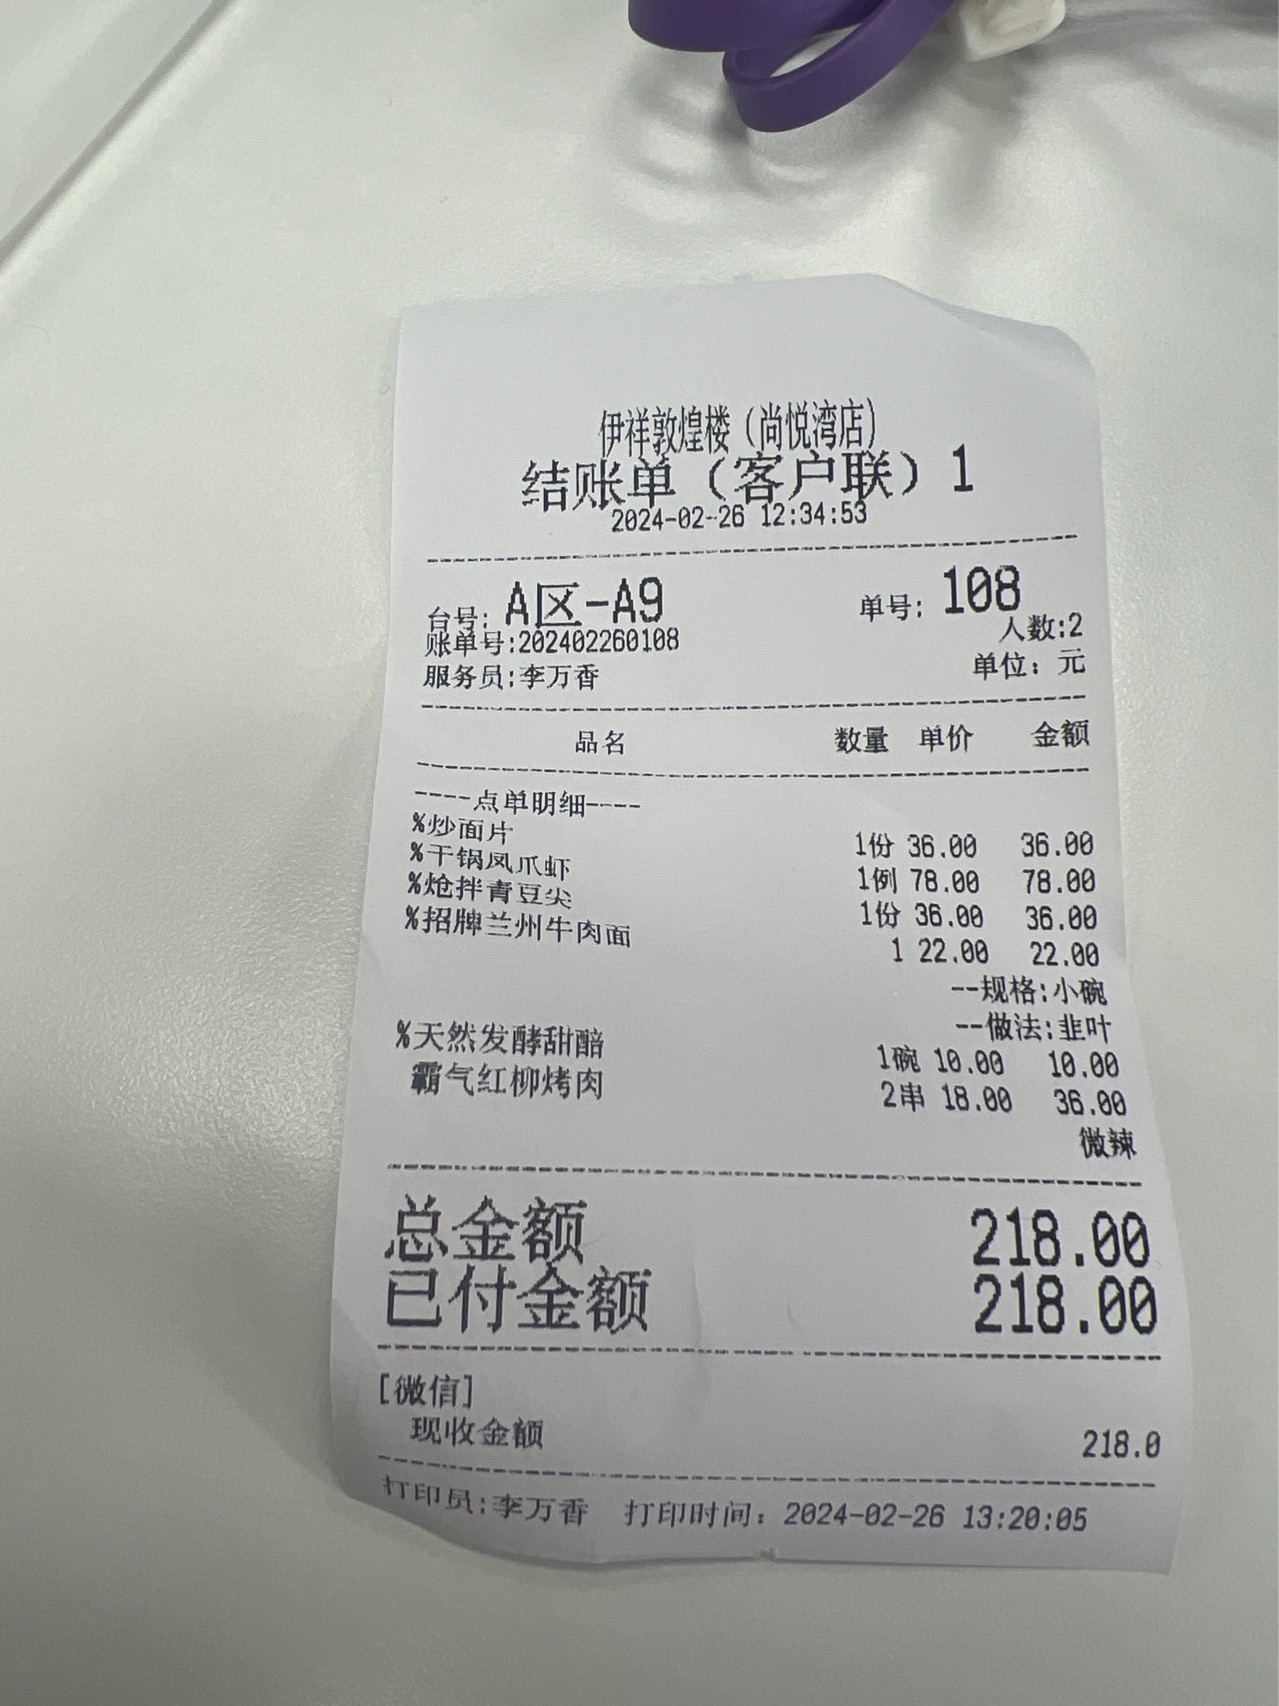 伊祥敦煌楼（尚悦湾店）
结账单（客户联）1
2024-02-26 12:34:53
台号: A区-A9 单号: 108
账单号:202402260108 人数:2
服务员:李万香 单位: 元
品名 数量 单价 金额
----点单明细----
%炒面片 1份 36.00 36.00
%干锅凤爪虾 1例 78.00 78.00
%炝拌青豆尖 1份 36.00 36.00
%招牌兰州牛肉面 1 22.00 22.00
--规格:小碗
--做法:韭叶
%天然发酵甜醅 1碗 10.00 10.00
霸气红柳烤肉 2串 18.00 36.00
微辣
总金额 218.00
已付金额 218.00
[微信]
现收金额 218.0
打印员:李万香 打印时间: 2024-02-26 13:20:05